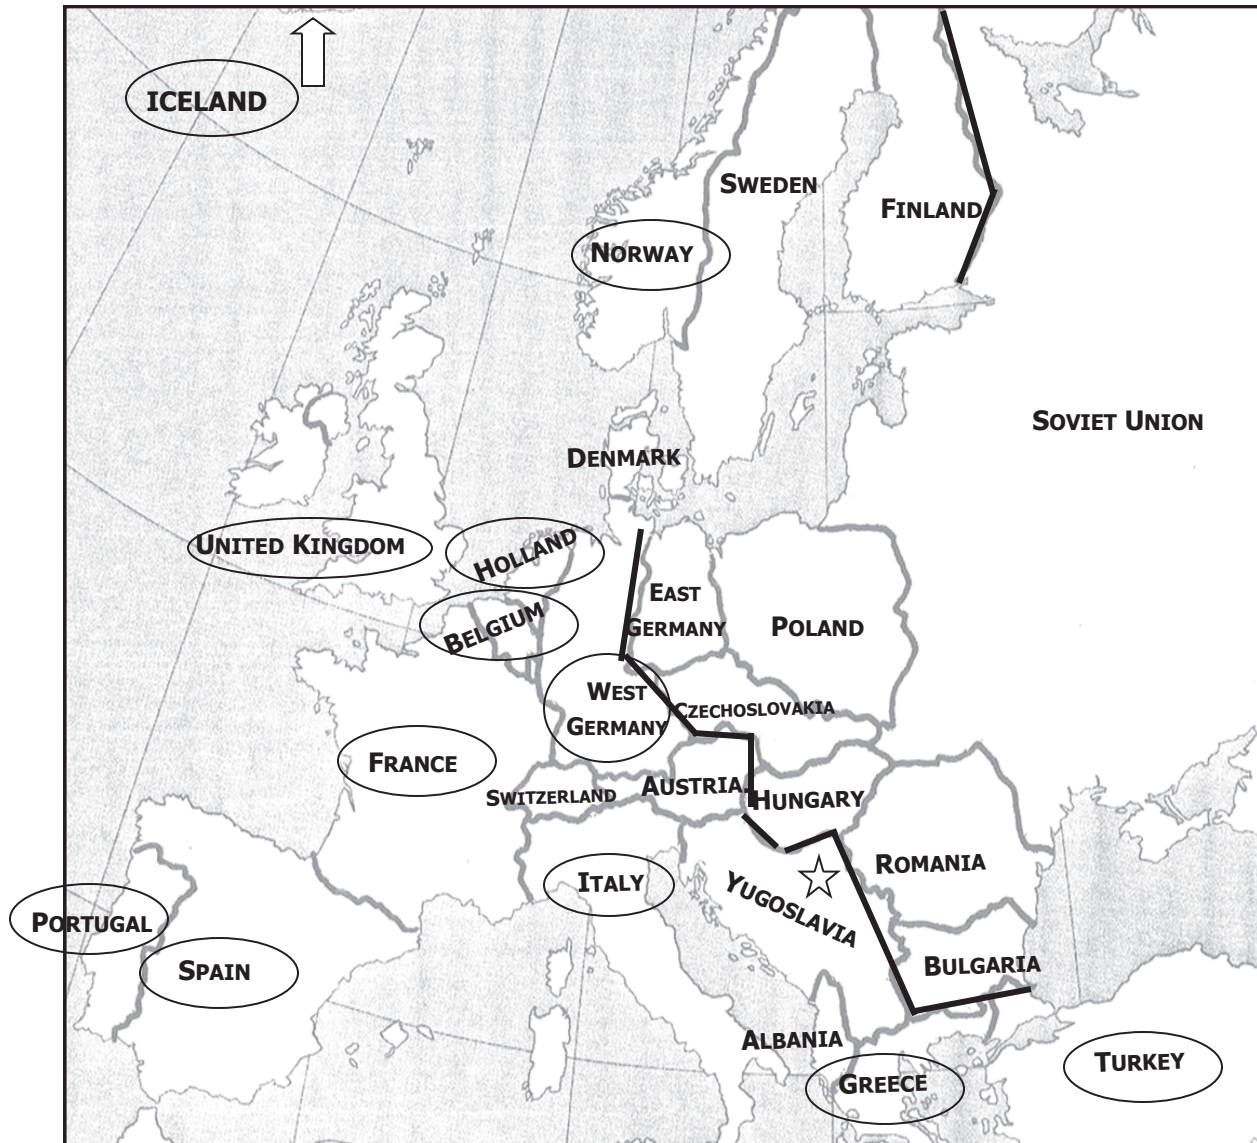 ICELAND
SWEDEN
FINLAND
NORWAY
SOVIET UNION
DENMARK
UNITED KINGDOM
HOLLAND
EAST
GERMANY
BELGIUM
POLAND
WEST
GERMANY
CZECHOSLOVAKIA
FRANCE
SWITZERLAND
AUSTRIA
HUNGARY
ROMANIA
ITALY
YUGOSLAVIA
PORTUGAL
SPAIN
BULGARIA
ALBANIA
GREECE
TURKEY